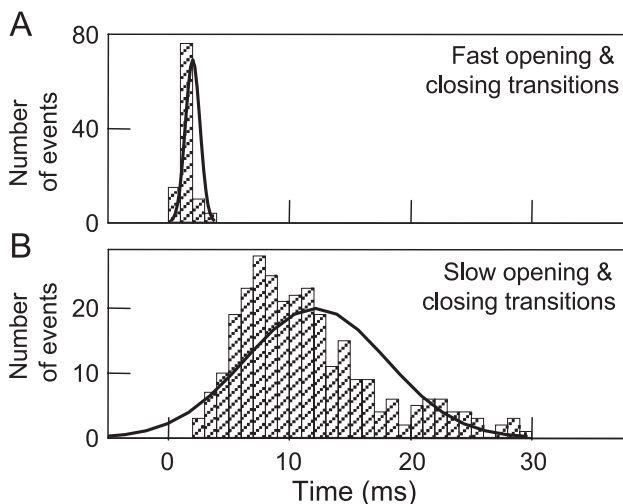 A
80
40
0
Number
of events
Fast opening &
closing transitions
B
20
10
0
Number
of events
Slow opening &
closing transitions
0
10
20
30
Time (ms)